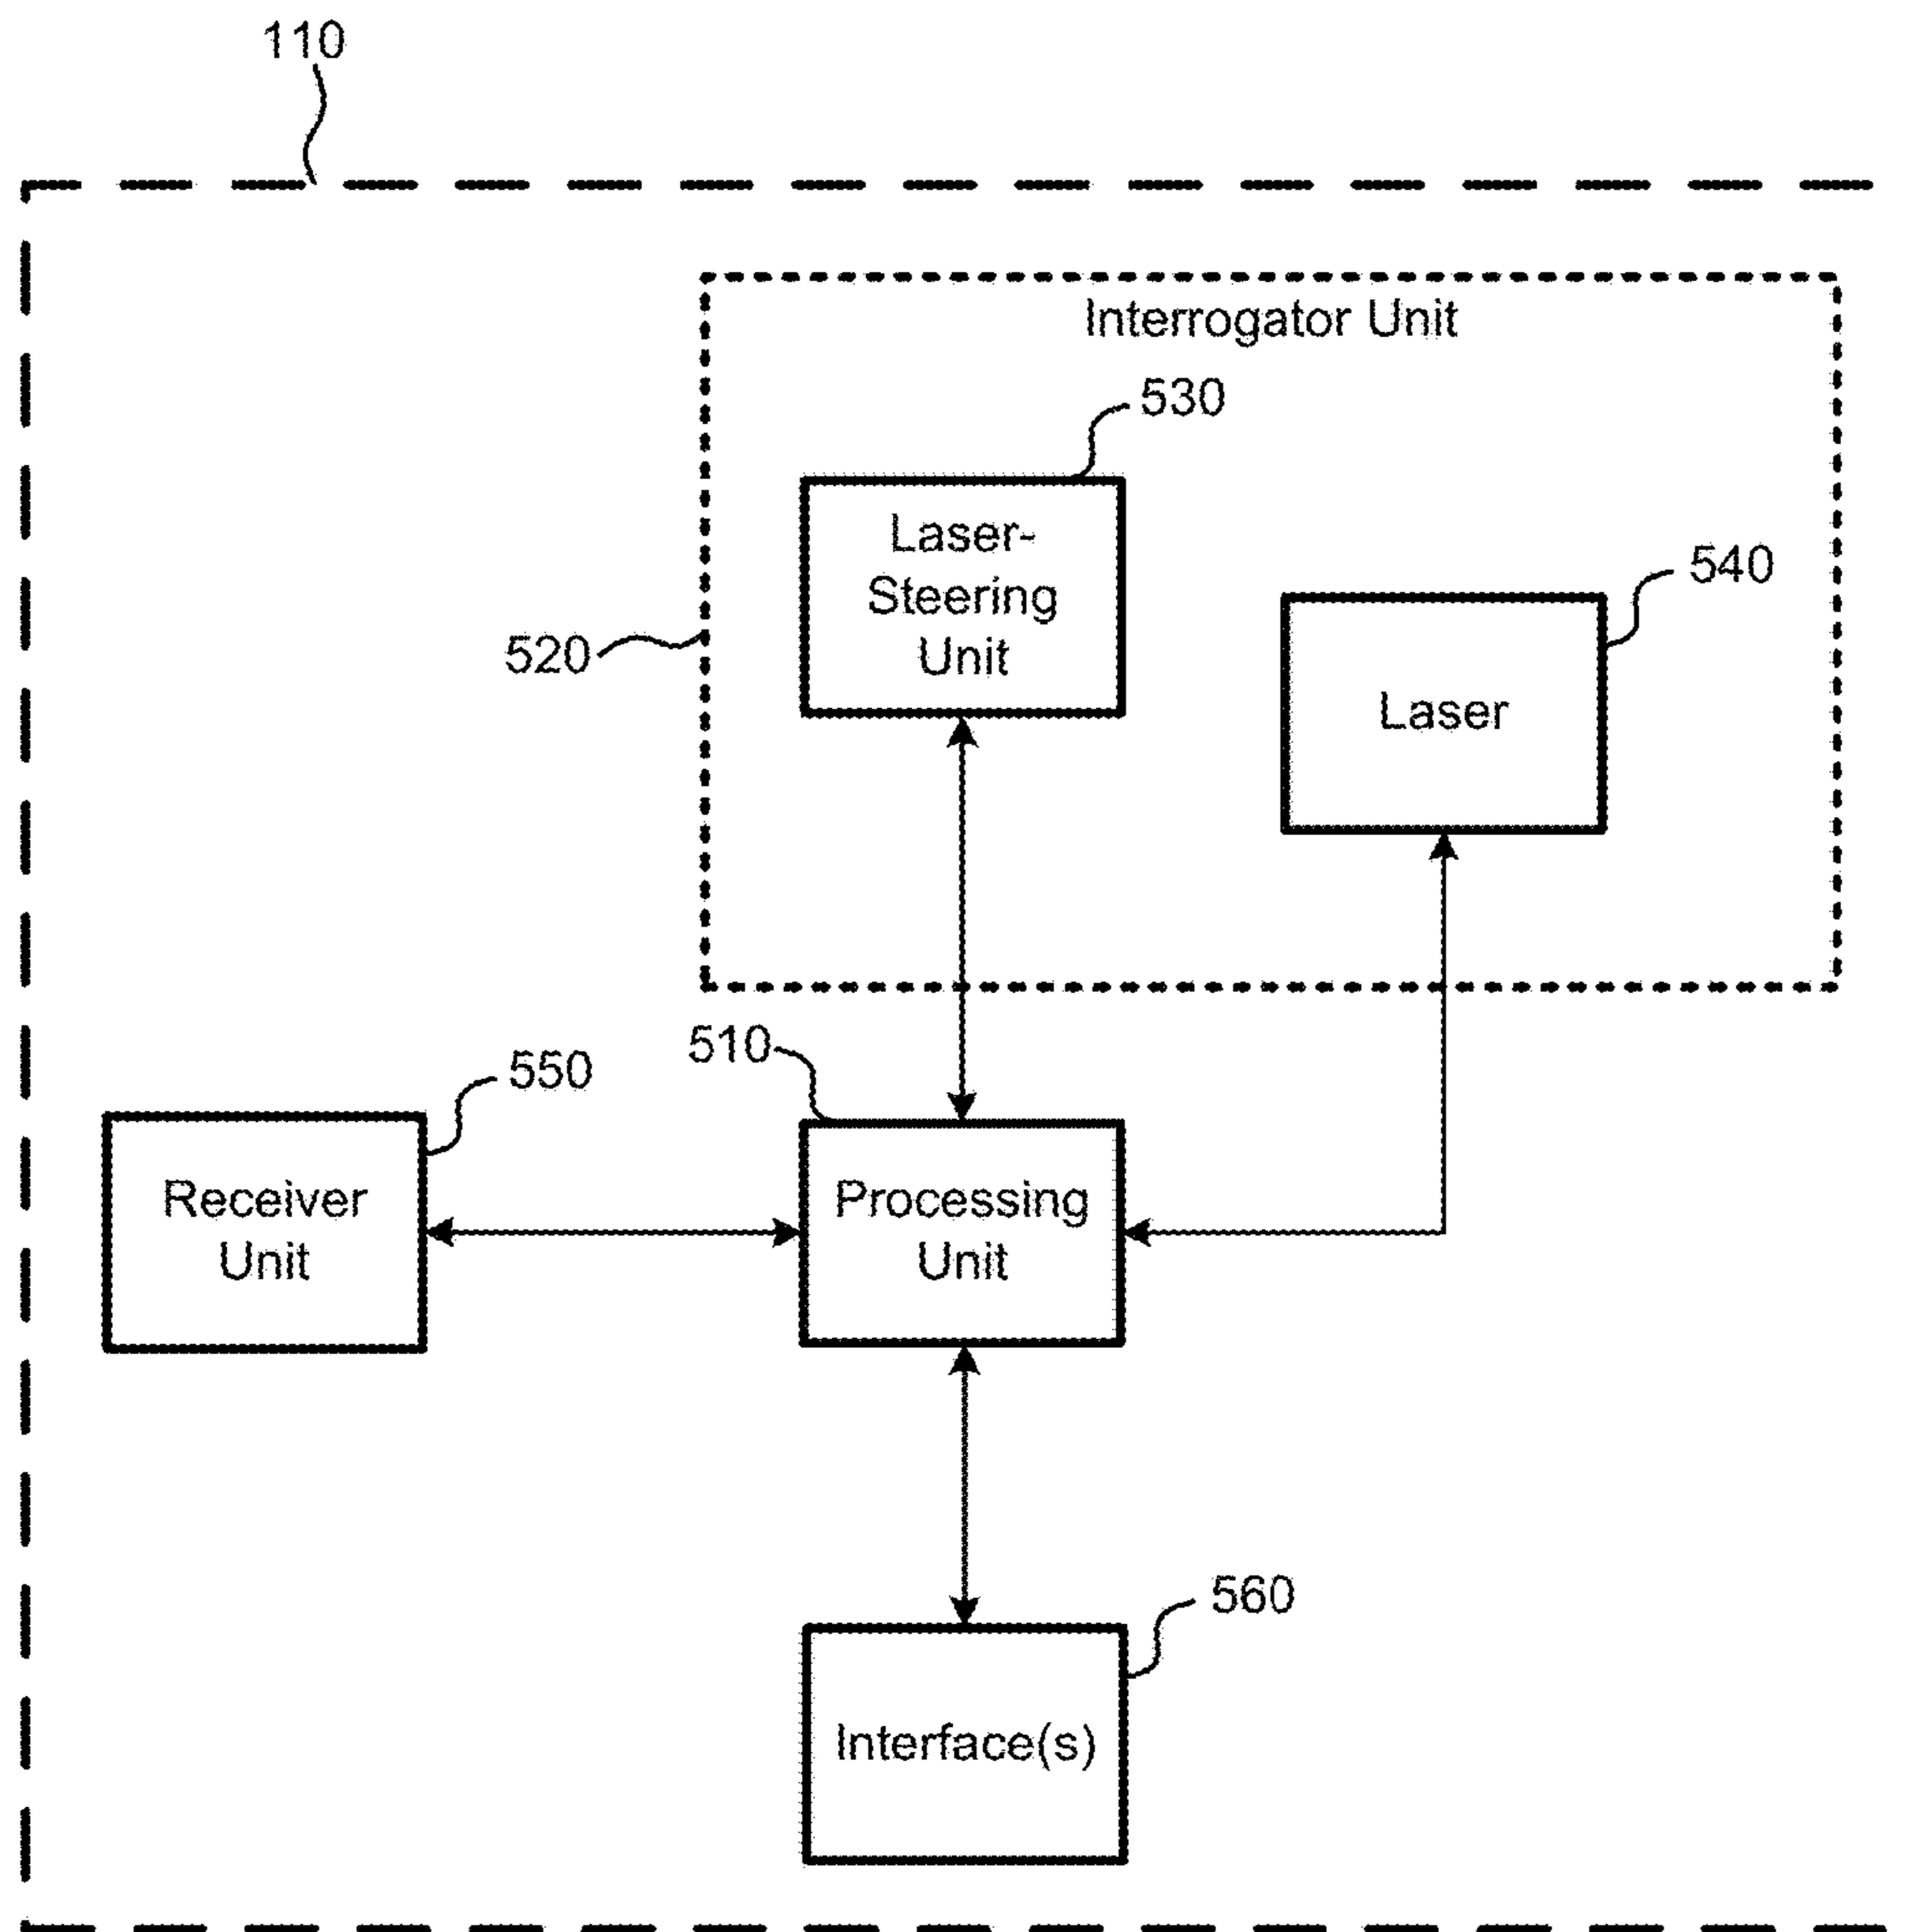 110
Interrogator Unit
530
Laser-
Steering
Unit
540
Laser
520
510
550
Receiver
Unit
Processing
Unit
560
Interface(s)